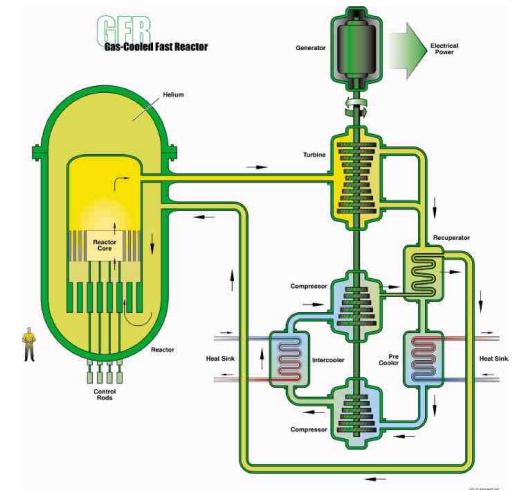 GFR
Gas-Cooled Fast Reactor
Generator
Electrical
Power
Helium
Turbine
Reactor
Core
Recuperator
Compressor
Heat Sink
Intercooler
Pre
Cooler
Heat Sink
Reactor
Control
Rods
Compressor